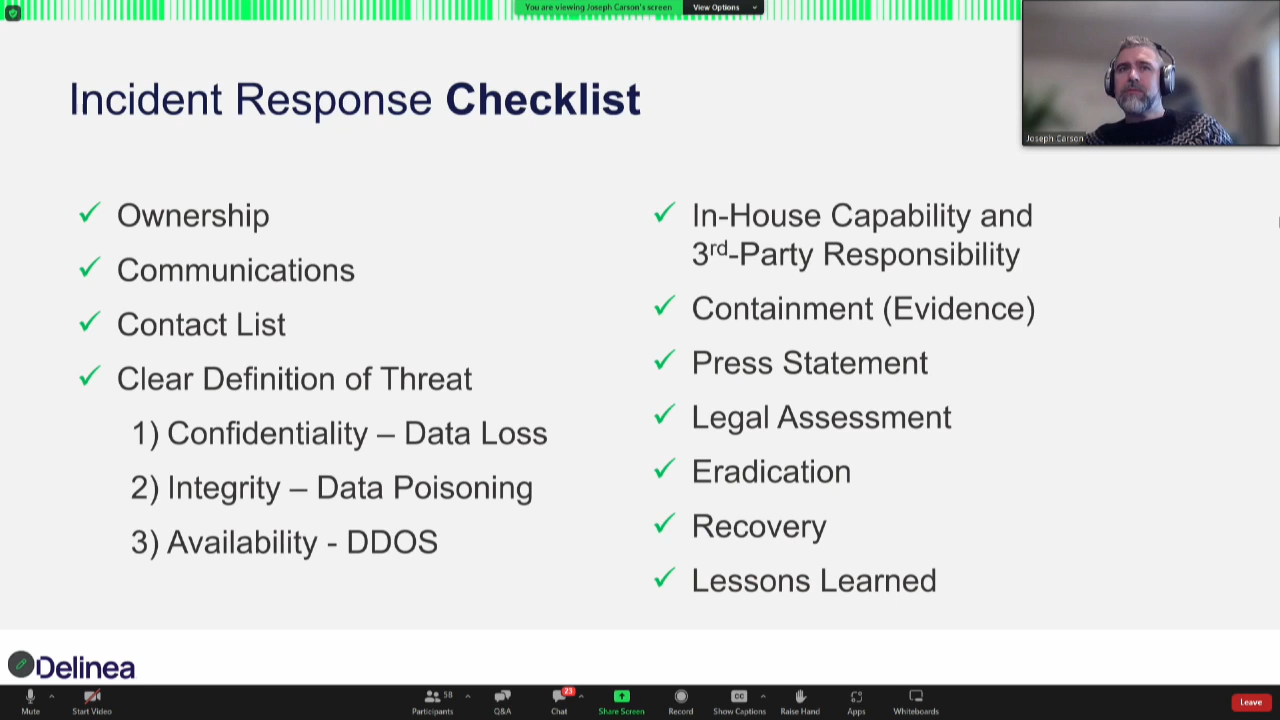 You are viewing Joseph Carson's screen View Options
Incident Response Checklist
Joseph Carson
✓ Ownership
✓ Communications
✓ Contact List
✓ Clear Definition of Threat
1) Confidentiality – Data Loss
2) Integrity – Data Poisoning
3) Availability - DDOS
✓ In-House Capability and
3rd-Party Responsibility
✓ Containment (Evidence)
✓ Press Statement
✓ Legal Assessment
✓ Eradication
✓ Recovery
✓ Lessons Learned
Delinea
Mute
Start Video
58
Participants
Q&A
23
Chat
Share Screen
Record
CC
Show Captions
Raise Hand
Apps
Whiteboards
Leave